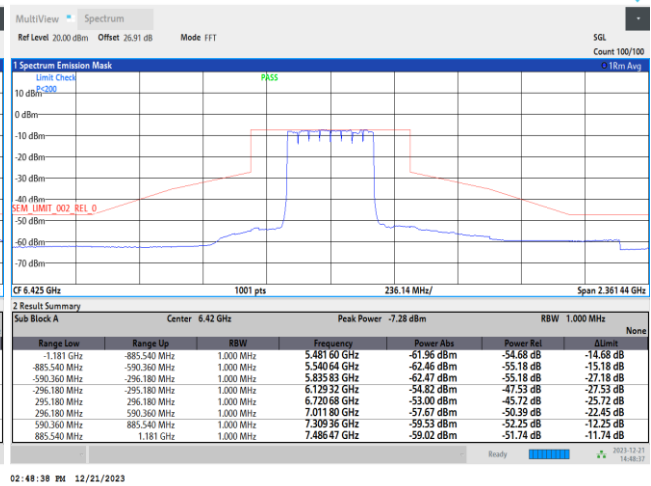 MultiView Spectrum
Ref Level 20.00 dBm Offset 26.91 dB Mode FFT SGL
Count 100/100
1 Spectrum Emission Mask 1Rm Avg
Limit Check PASS
P<200
10 dBm
0 dBm
-10 dBm
-20 dBm
-30 dBm
-40 dBm
SEM_LIMIT_002_REL_0
-50 dBm
-60 dBm
-70 dBm
CF 6.425 GHz 1001 pts 236.14 MHz/ Span 2.361 44 GHz
2 Result Summary
Sub Block A Center 6.42 GHz Peak Power -7.28 dBm RBW 1.000 MHz
None
Range Low Range Up RBW Frequency Power Abs Power Rel ΔLimit
-1.181 GHz -885.540 MHz 1.000 MHz 5.481 60 GHz -61.96 dBm -54.68 dB -14.68 dB
-885.540 MHz -590.360 MHz 1.000 MHz 5.540 64 GHz -62.46 dBm -55.18 dB -15.18 dB
-590.360 MHz -296.180 MHz 1.000 MHz 5.835 83 GHz -62.47 dBm -55.18 dB -27.18 dB
-296.180 MHz -295.180 MHz 1.000 MHz 6.129 32 GHz -54.82 dBm -47.53 dB -27.53 dB
295.180 MHz 296.180 MHz 1.000 MHz 6.720 68 GHz -53.00 dBm -45.72 dB -25.72 dB
296.180 MHz 590.360 MHz 1.000 MHz 7.011 80 GHz -57.67 dBm -50.39 dB -22.45 dB
590.360 MHz 885.540 MHz 1.000 MHz 7.309 36 GHz -59.53 dBm -52.25 dB -12.25 dB
885.540 MHz 1.181 GHz 1.000 MHz 7.486 47 GHz -59.02 dBm -51.74 dB -11.74 dB
Ready 2023-12-21
14:48:37
02:48:38 PM 12/21/2023